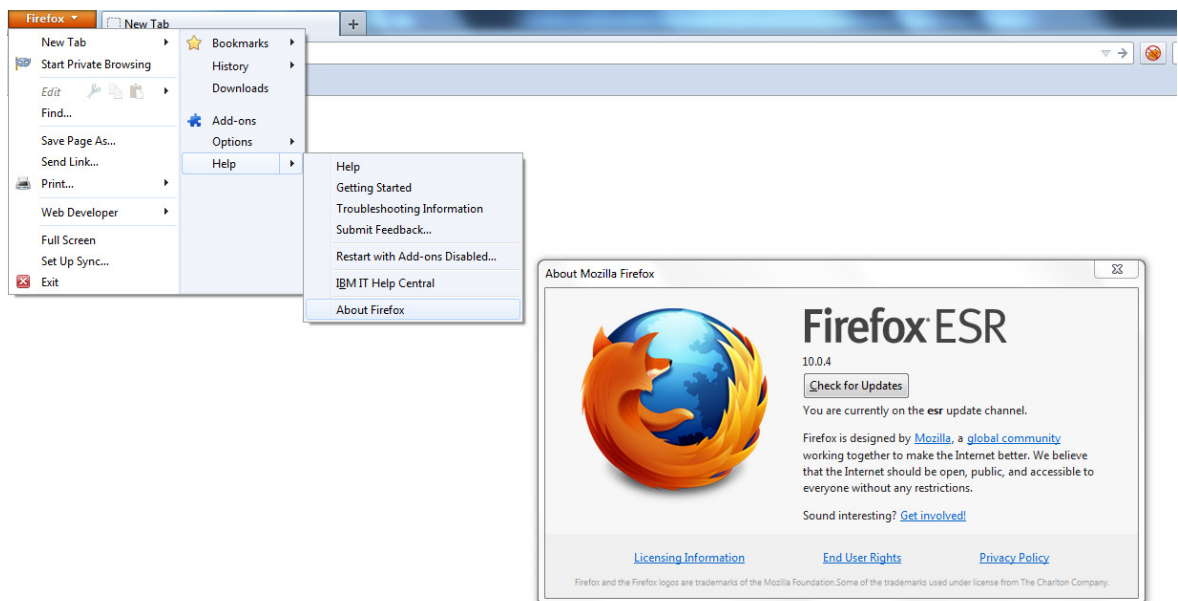 Firefox
New Tab
+
New Tab
Start Private Browsing
Edit
Find...
Save Page As...
Send Link...
Print...
Web Developer
Full Screen
Set Up Sync...
Exit
Bookmarks
History
Downloads
Add-ons
Options
Help
Help
Getting Started
Troubleshooting Information
Submit Feedback...
Restart with Add-ons Disabled...
IBM IT Help Central
About Firefox
About Mozilla Firefox
Firefox ESR
10.0.4
Check for Updates
You are currently on the esr update channel.
Firefox is designed by Mozilla, a global community
working together to make the Internet better. We believe
that the Internet should be open, public, and accessible to
everyone without any restrictions.
Sound interesting? Get involved!
Licensing Information End User Rights Privacy Policy
Firefox and the Firefox logos are trademarks of the Mozilla Foundation.Some of the trademarks used under license from The Charlton Company.